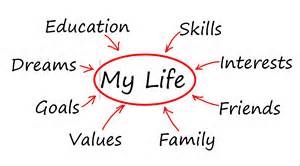 Education
Skills
Dreams
Interests
My Life
Goals
Friends
Values
Family